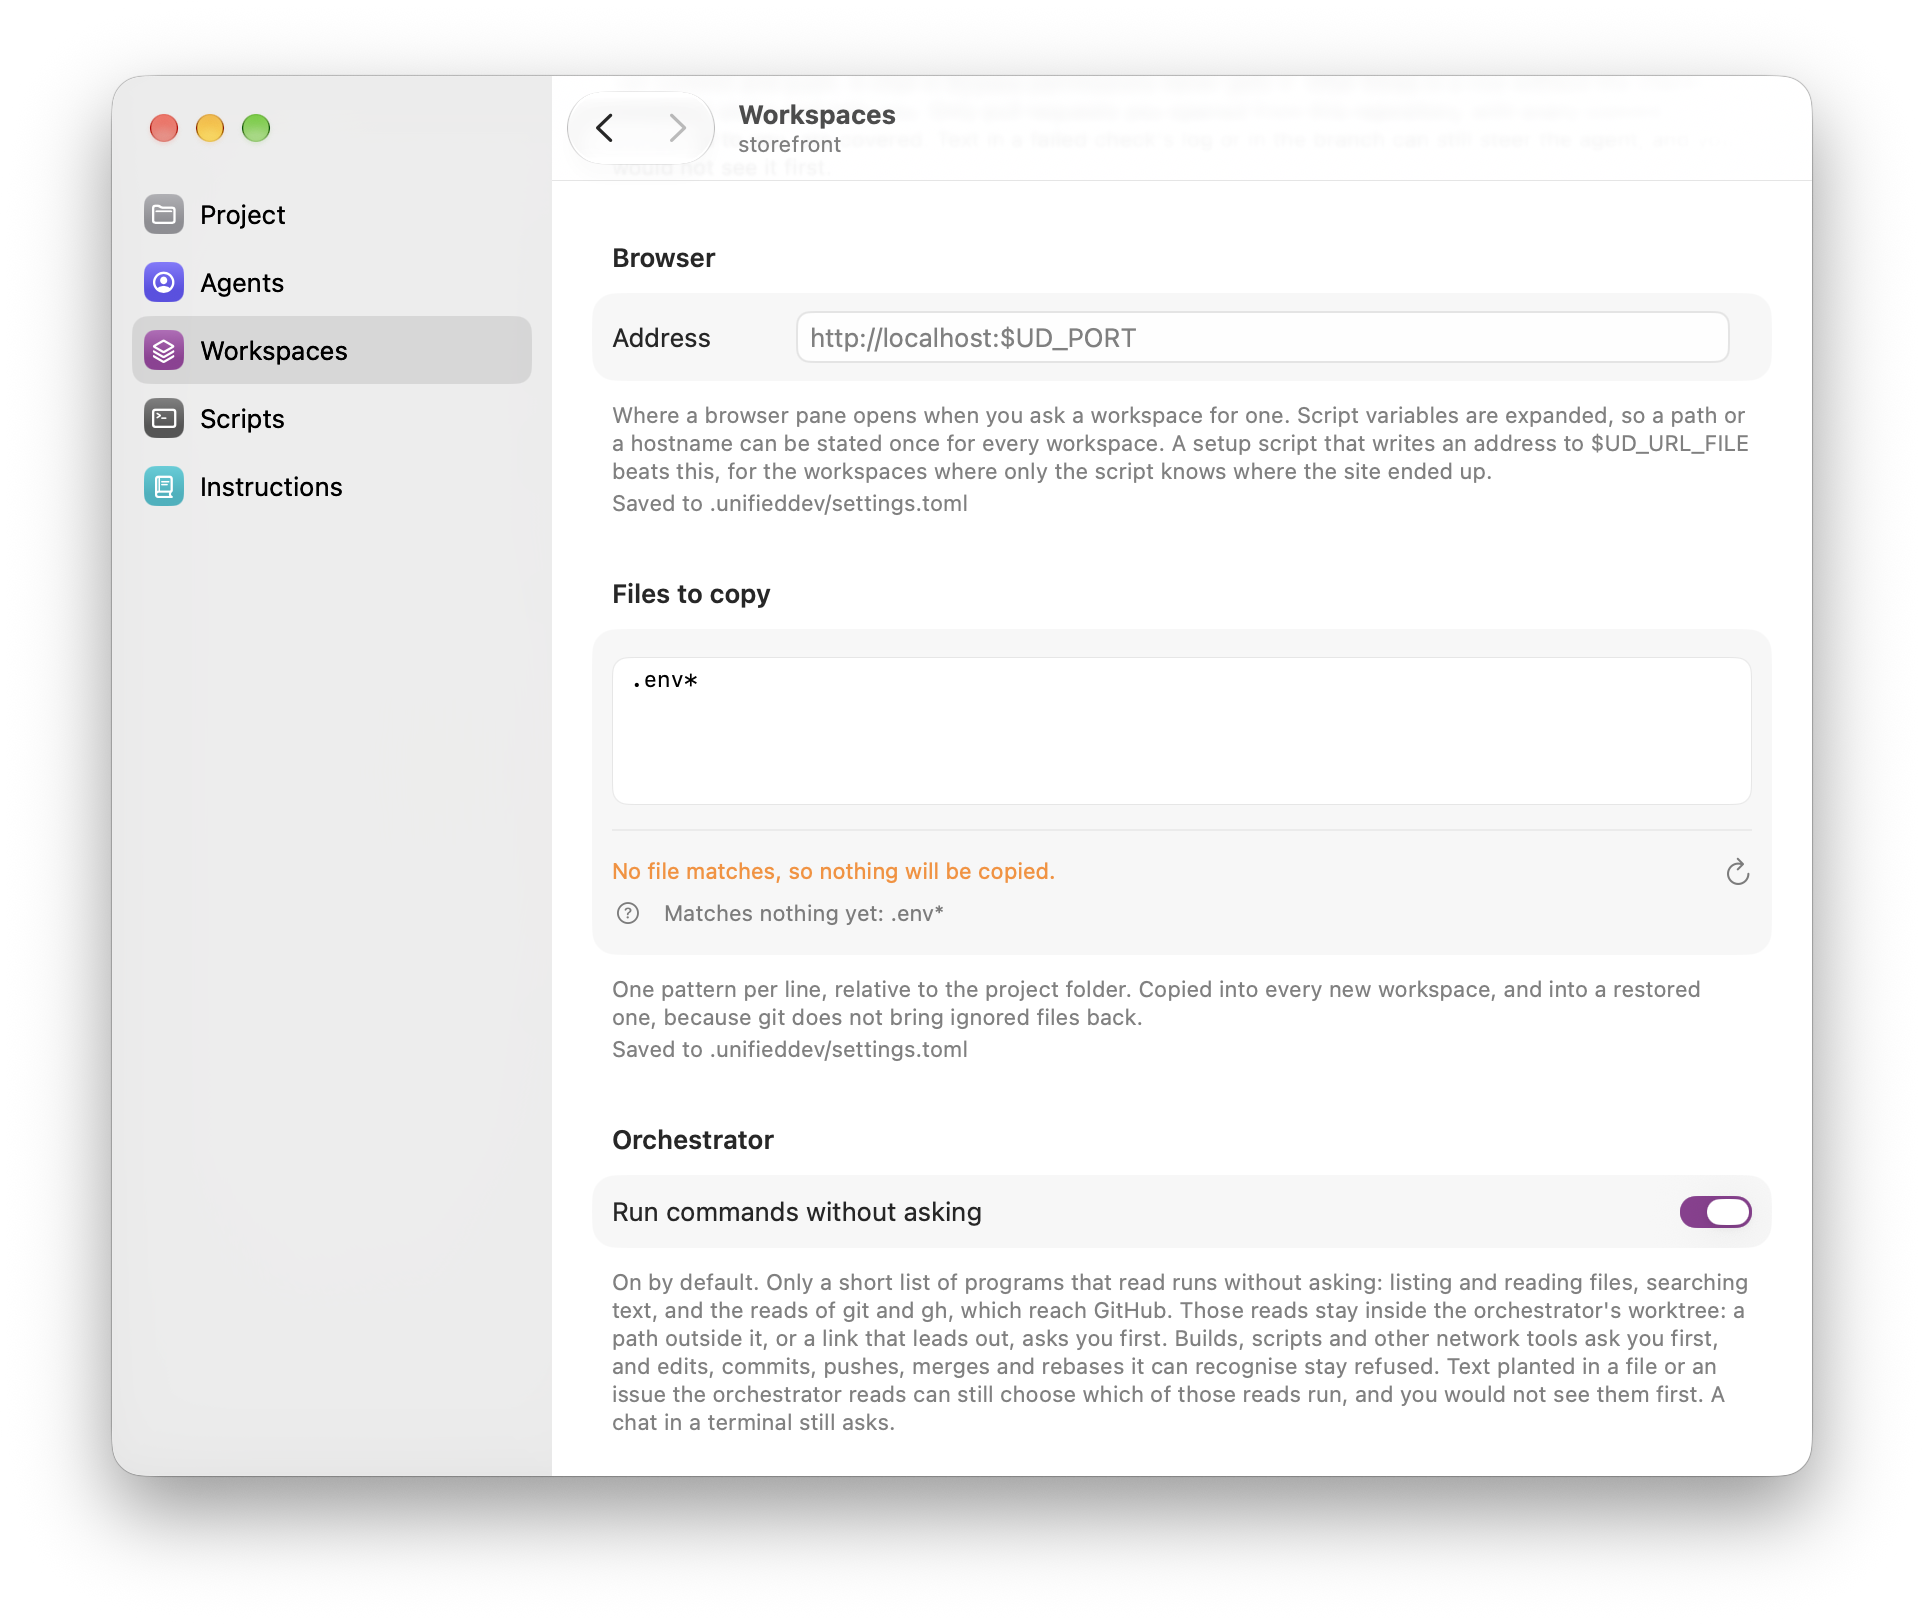 Workspaces
storefront
would not see it first.
Project
Agents
Workspaces
Scripts
Instructions
Browser
Address
http://localhost:$UD_PORT
Where a browser pane opens when you ask a workspace for one. Script variables are expanded, so a path or
a hostname can be stated once for every workspace. A setup script that writes an address to $UD_URL_FILE
beats this, for the workspaces where only the script knows where the site ended up.
Saved to .unifieddev/settings.toml
Files to copy
.env*
No file matches, so nothing will be copied.
Matches nothing yet: .env*
One pattern per line, relative to the project folder. Copied into every new workspace, and into a restored
one, because git does not bring ignored files back.
Saved to .unifieddev/settings.toml
Orchestrator
Run commands without asking
On by default. Only a short list of programs that read runs without asking: listing and reading files, searching
text, and the reads of git and gh, which reach GitHub. Those reads stay inside the orchestrator's worktree: a
path outside it, or a link that leads out, asks you first. Builds, scripts and other network tools ask you first,
and edits, commits, pushes, merges and rebases it can recognise stay refused. Text planted in a file or an
issue the orchestrator reads can still choose which of those reads run, and you would not see them first. A
chat in a terminal still asks.